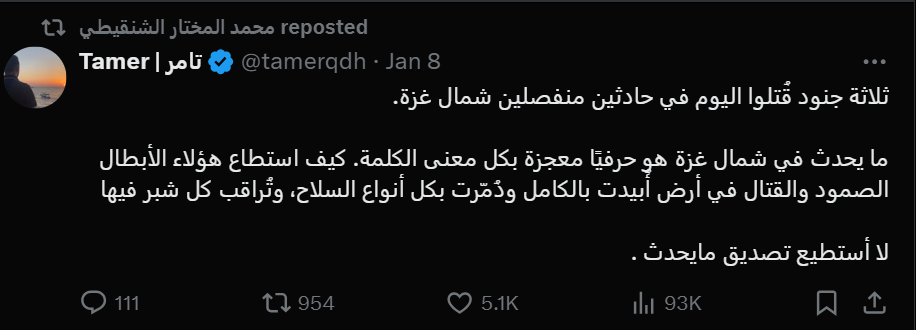 محمد المختار الشنقيطي reposted
Tamer | تامر @tamerqdh · Jan 8
ثلاثة جنود قُتلوا اليوم في حادثين منفصلين شمال غزة.
ما يحدث في شمال غزة هو حرفيًا معجزة بكل معنى الكلمة. كيف استطاع هؤلاء الأبطال
الصمود والقتال في أرض أُبيدت بالكامل ودُمّرت بكل أنواع السلاح، وتُراقب كل شبر فيها
لا أستطيع تصديق مايحدث .
111 954 5.1K 93K